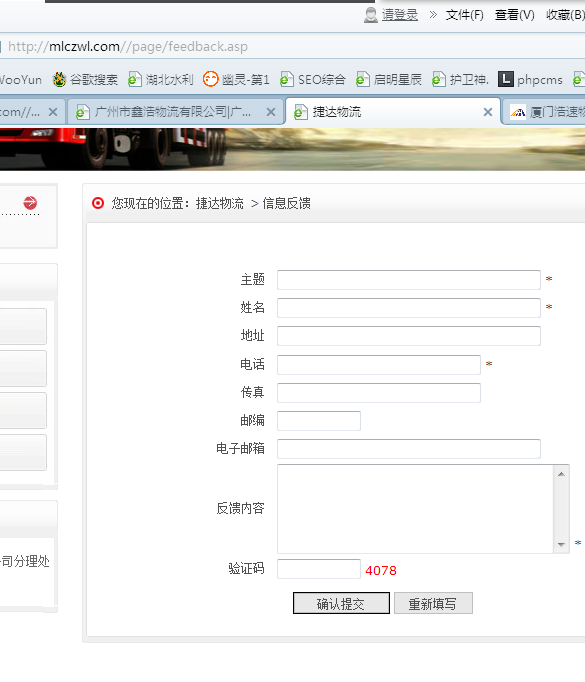 请登录 » 文件(F) 查看(V) 收藏(B)
http://mlczwl.com//page/feedback.asp
WooYun 谷歌搜索 湖北水利 幽灵-第1 SEO综合 启明星辰 护卫神. phpcms
com//... 广州市鑫浩物流有限公司|广... 捷达物流 厦门浩速物
您现在的位置：捷达物流 > 信息反馈
主题 *
姓名 *
地址
电话 *
传真
邮编
电子邮箱
反馈内容 *
司分理处
验证码 4078
确认提交 重新填写